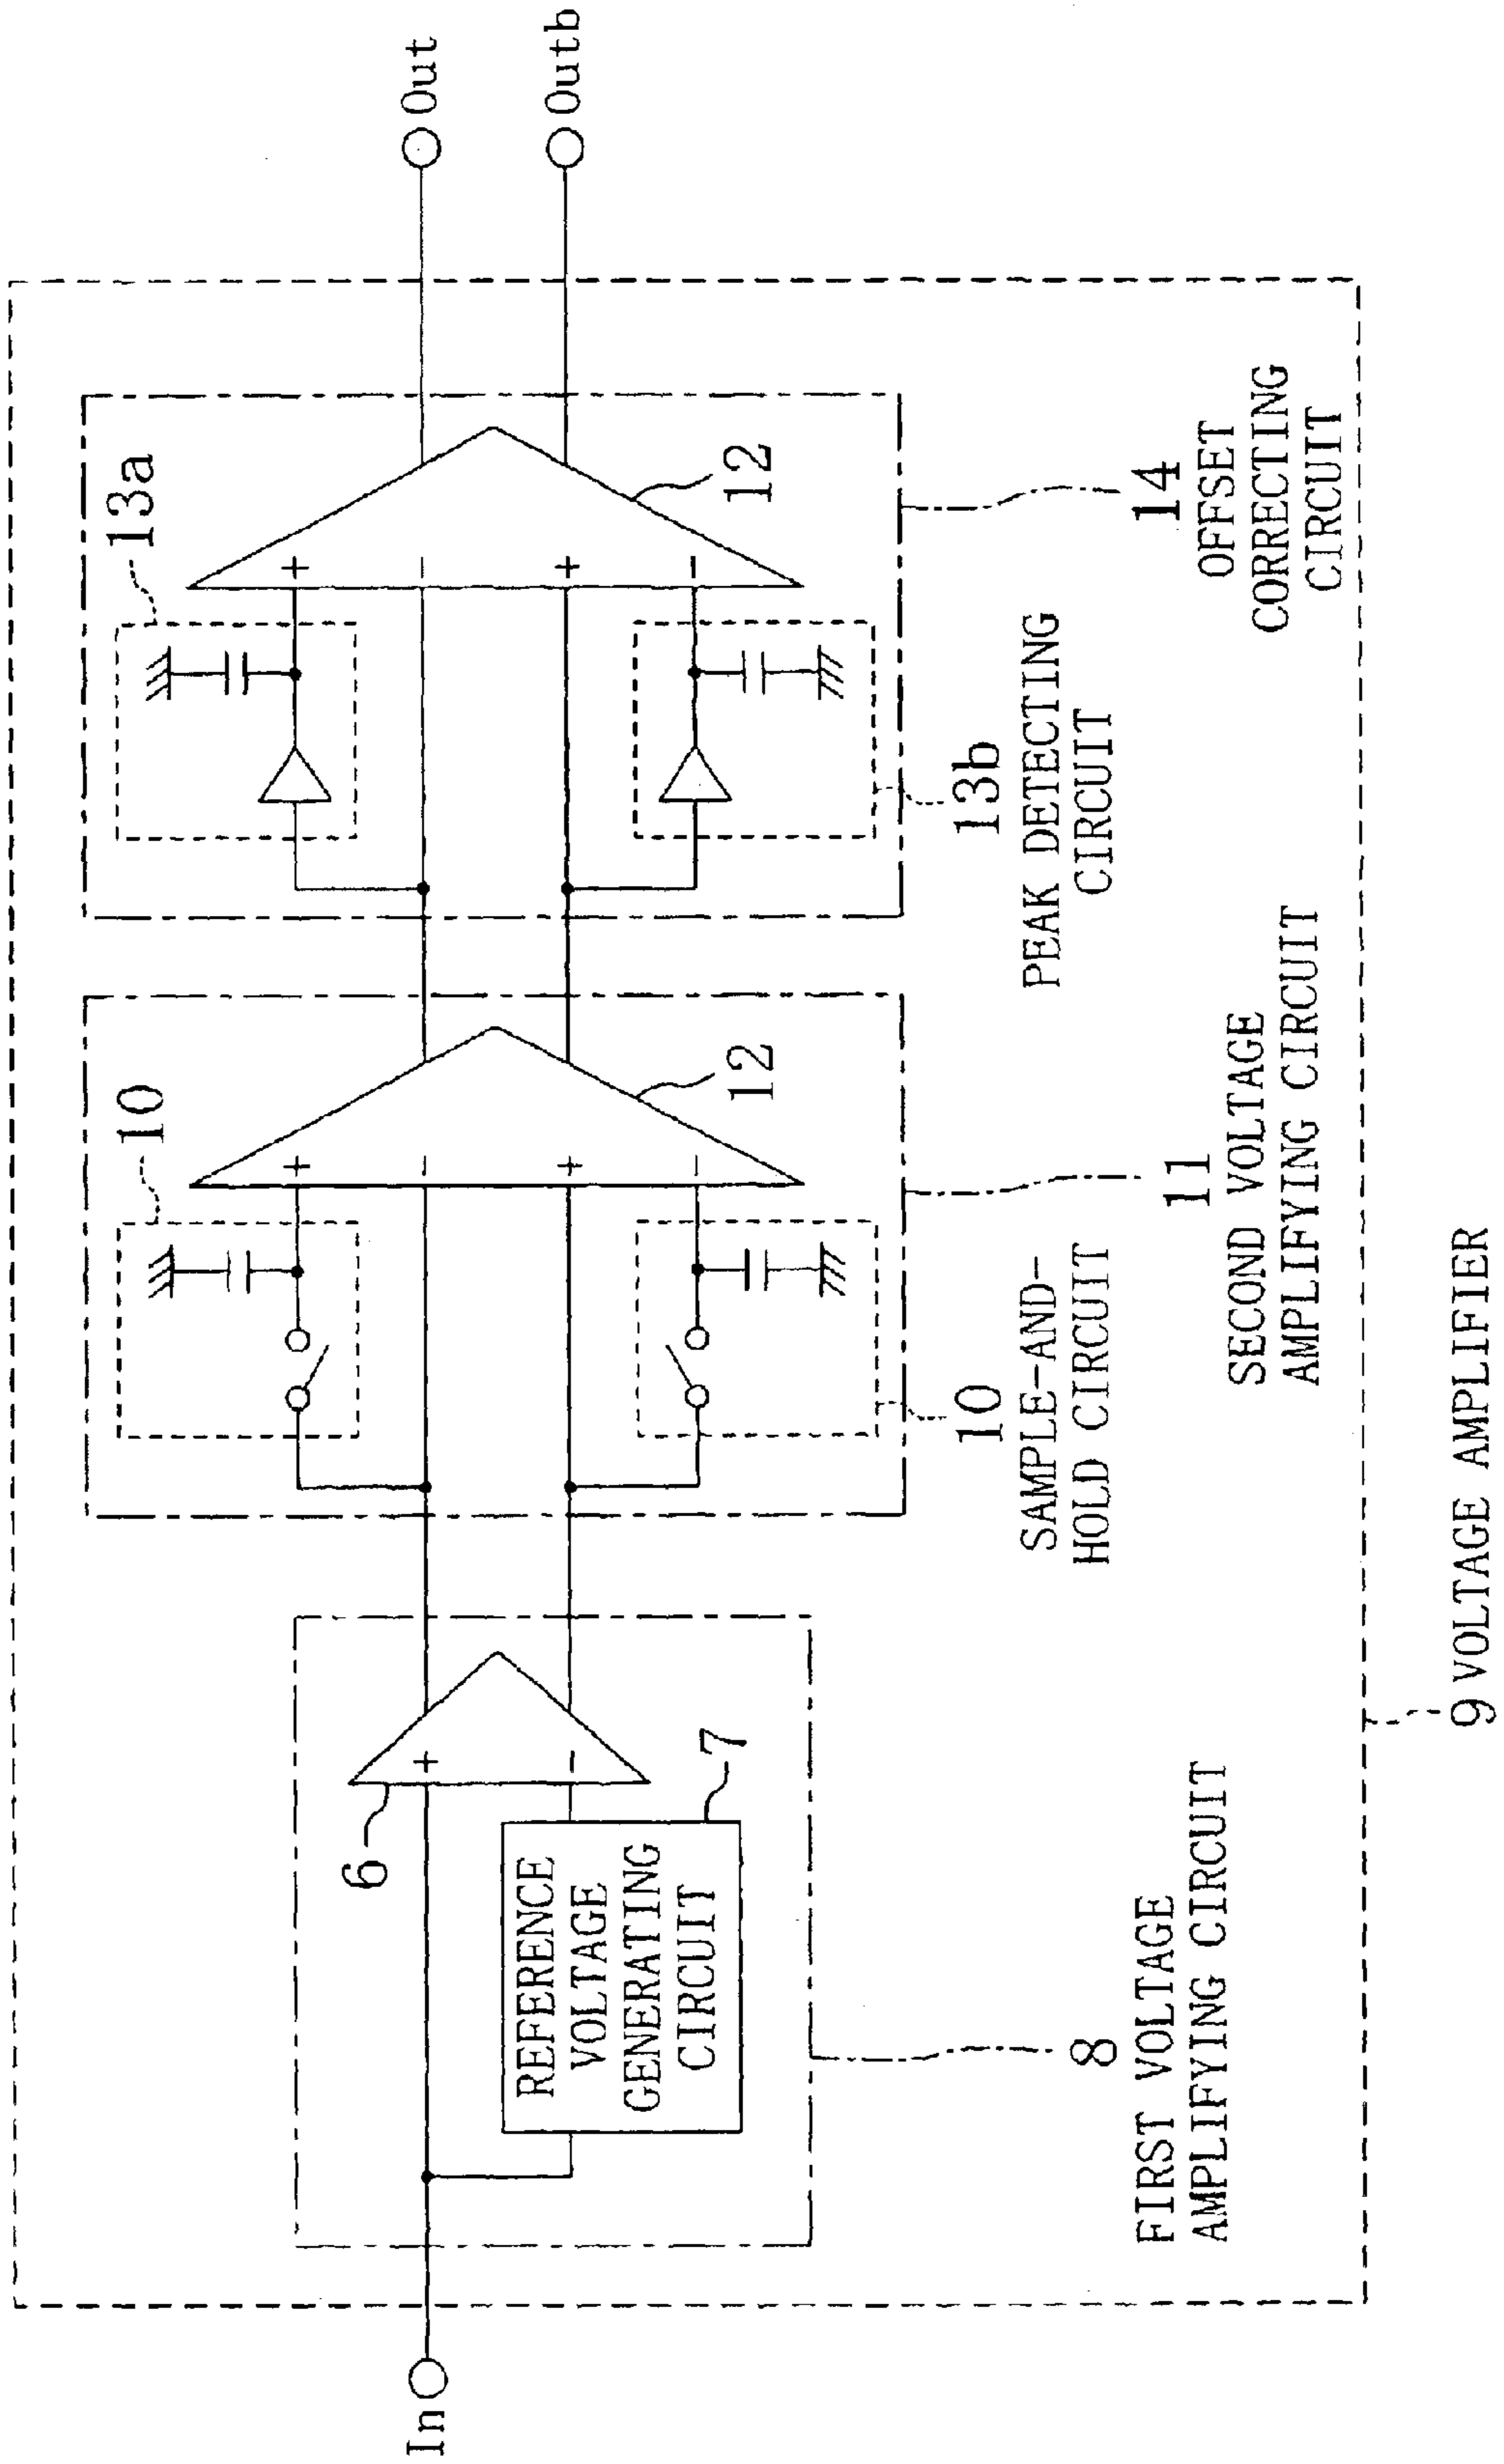 In
Out
Outb
6
+
−
REFERENCE
VOLTAGE
GENERATING
CIRCUIT
7
8
FIRST VOLTAGE
AMPLIFYING CIRCUIT
10
+
−
+
−
12
10
SAMPLE-AND-
HOLD CIRCUIT
11
SECOND VOLTAGE
AMPLIFYING CIRCUIT
13a
+
−
+
−
12
13b
PEAK DETECTING
CIRCUIT
14
OFFSET
CORRECTING
CIRCUIT
9 VOLTAGE AMPLIFIER